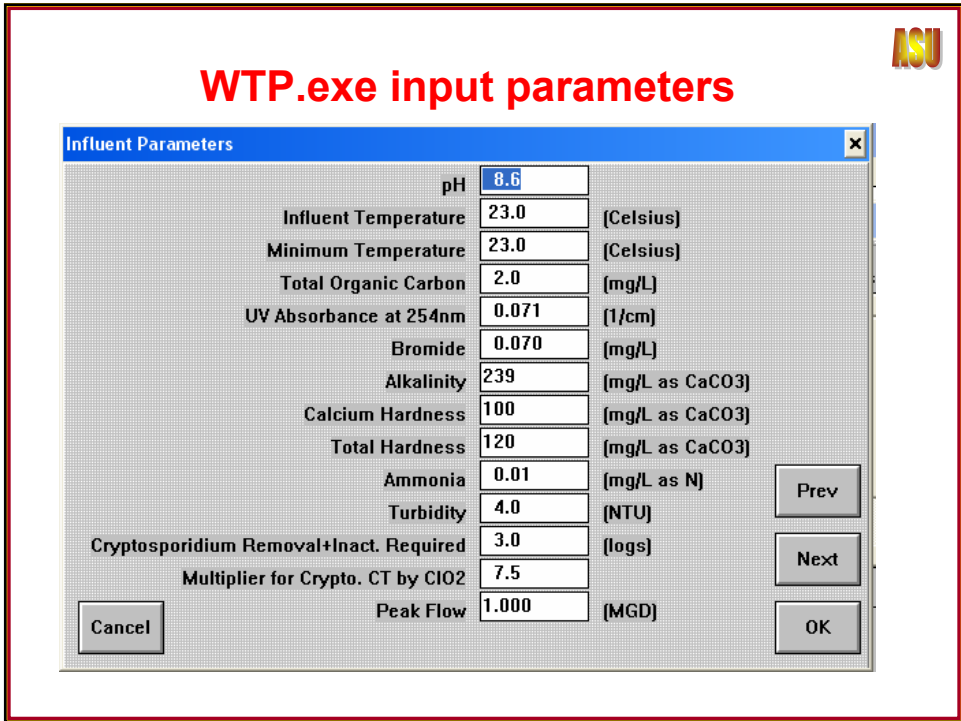 ASU
WTP.exe input parameters
Influent Parameters
pH 8.6
Influent Temperature 23.0 (Celsius)
Minimum Temperature 23.0 (Celsius)
Total Organic Carbon 2.0 (mg/L)
UV Absorbance at 254nm 0.071 (1/cm)
Bromide 0.070 (mg/L)
Alkalinity 239 (mg/L as CaCO3)
Calcium Hardness 100 (mg/L as CaCO3)
Total Hardness 120 (mg/L as CaCO3)
Ammonia 0.01 (mg/L as N)
Turbidity 4.0 (NTU)
Cryptosporidium Removal+Inact. Required 3.0 (logs)
Multiplier for Crypto. CT by ClO2 7.5
Peak Flow 1.000 (MGD)
Prev
Next
Cancel
OK